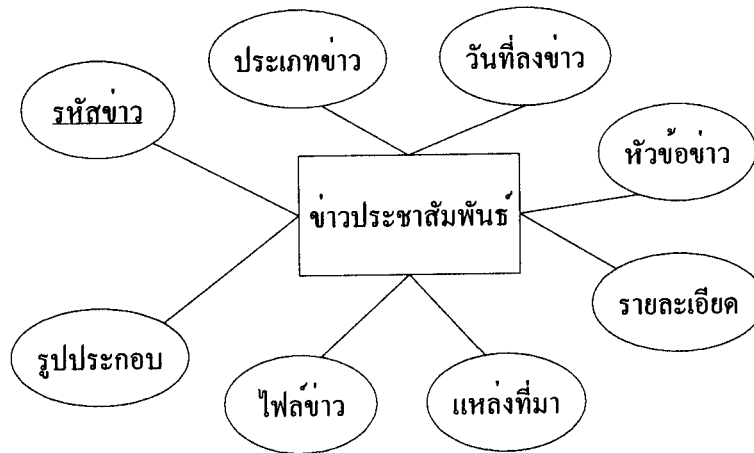 ประเภทข่าว
วันที่ลงข่าว
รหัสข่าว
หัวข้อข่าว
ข่าวประชาสัมพันธ์
รายละเอียด
รูปประกอบ
ไฟล์ข่าว
แหล่งที่มา